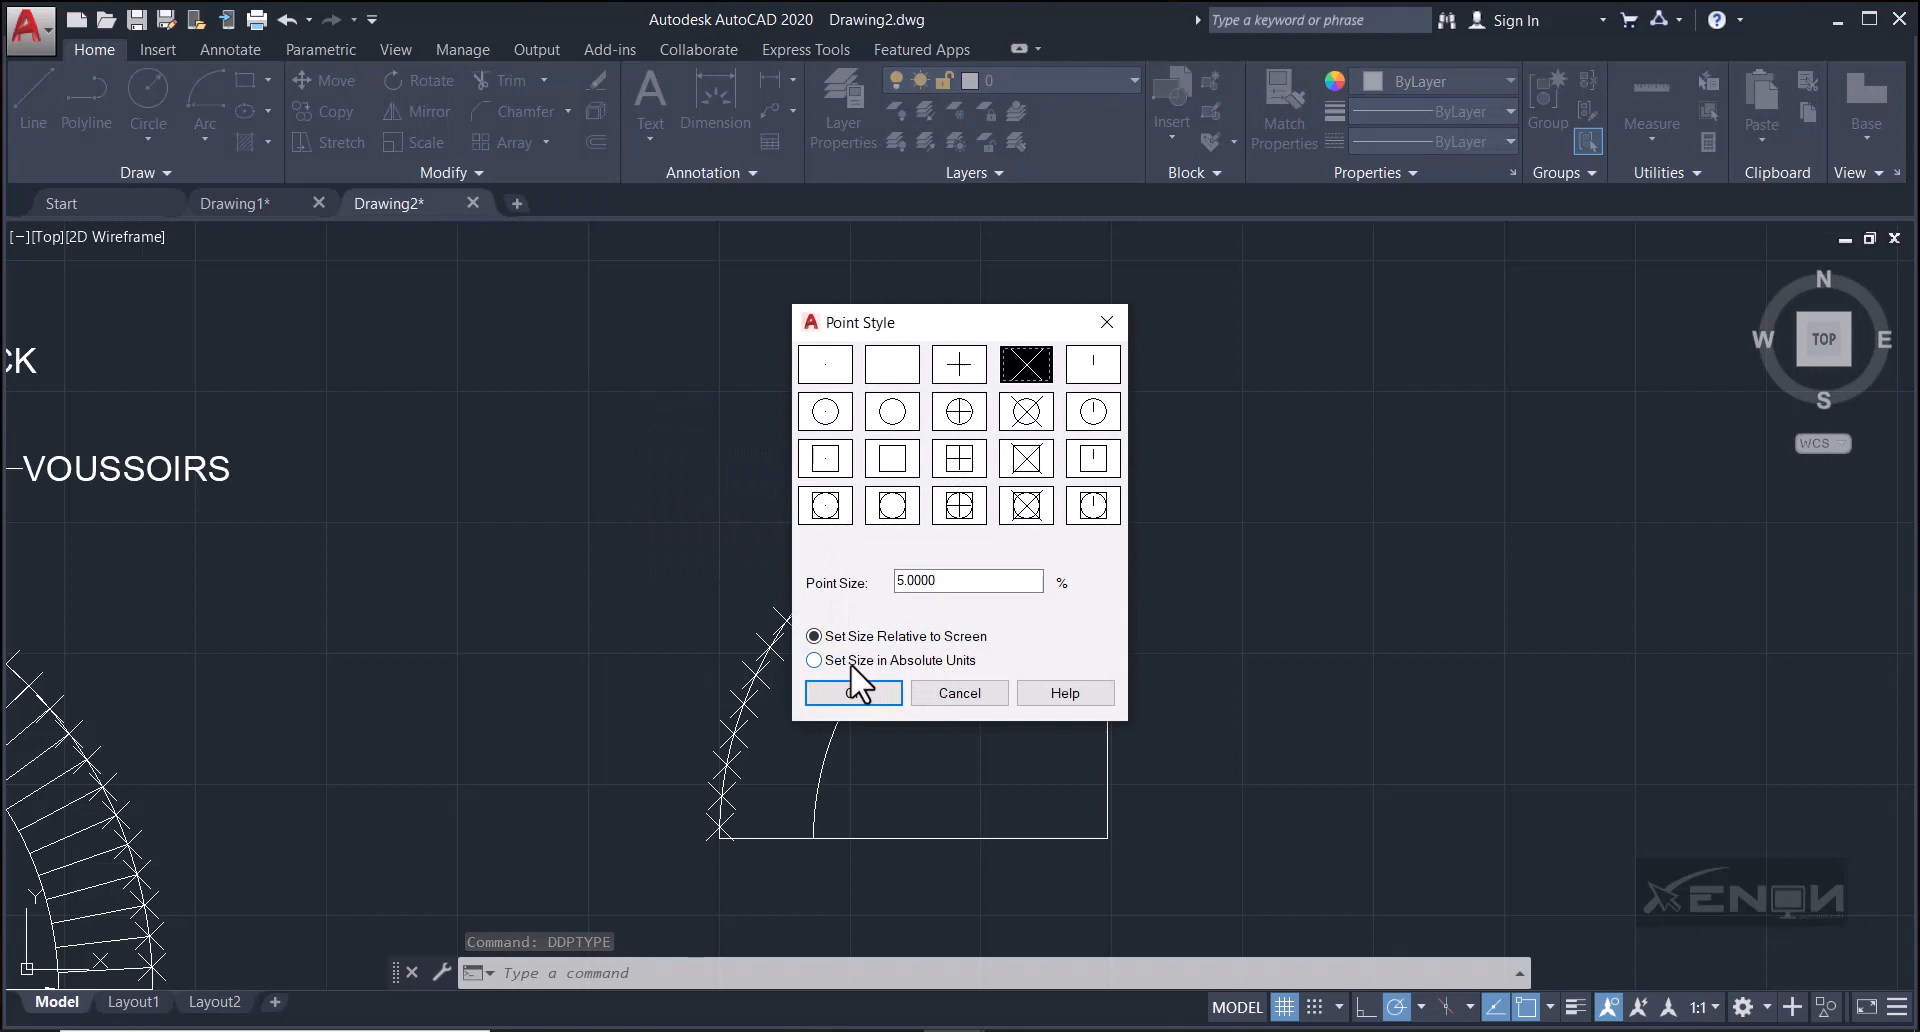 Autodesk AutoCAD 2020 Drawing2.dwg
Type a keyword or phrase
Sign In
Home Insert Annotate Parametric View Manage Output Add-ins Collaborate Express Tools Featured Apps
Line
Polyline
Circle
Arc
Move
Copy
Stretch
Rotate
Mirror
Scale
Trim
Chamfer
Array
Text
Dimension
Layer
Properties
0
Insert
Match
Properties
ByLayer
ByLayer
ByLayer
Group
Measure
Paste
Base
Draw Modify Annotation Layers Block Properties Groups Utilities Clipboard View
Start Drawing1* Drawing2*
[−][Top][2D Wireframe]
CK
VOUSSOIRS
N
W
TOP
E
S
WCS
Point Style
Point Size: 5.0000 %
Set Size Relative to Screen
Set Size in Absolute Units
Cancel
Help
Y
X
XENON
Command: DDPTYPE
Type a command
Model Layout1 Layout2
MODEL
1:1